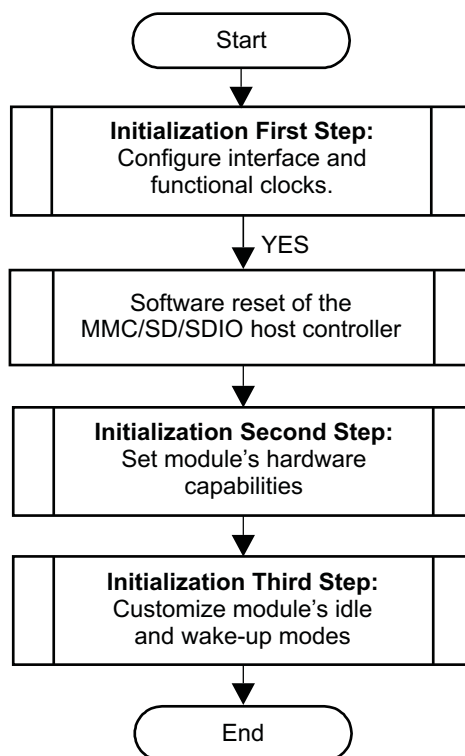 Start
Initialization First Step:
Configure interface and
functional clocks.
YES
Software reset of the
MMC/SD/SDIO host controller
Initialization Second Step:
Set module’s hardware
capabilities
Initialization Third Step:
Customize module’s idle
and wake-up modes
End